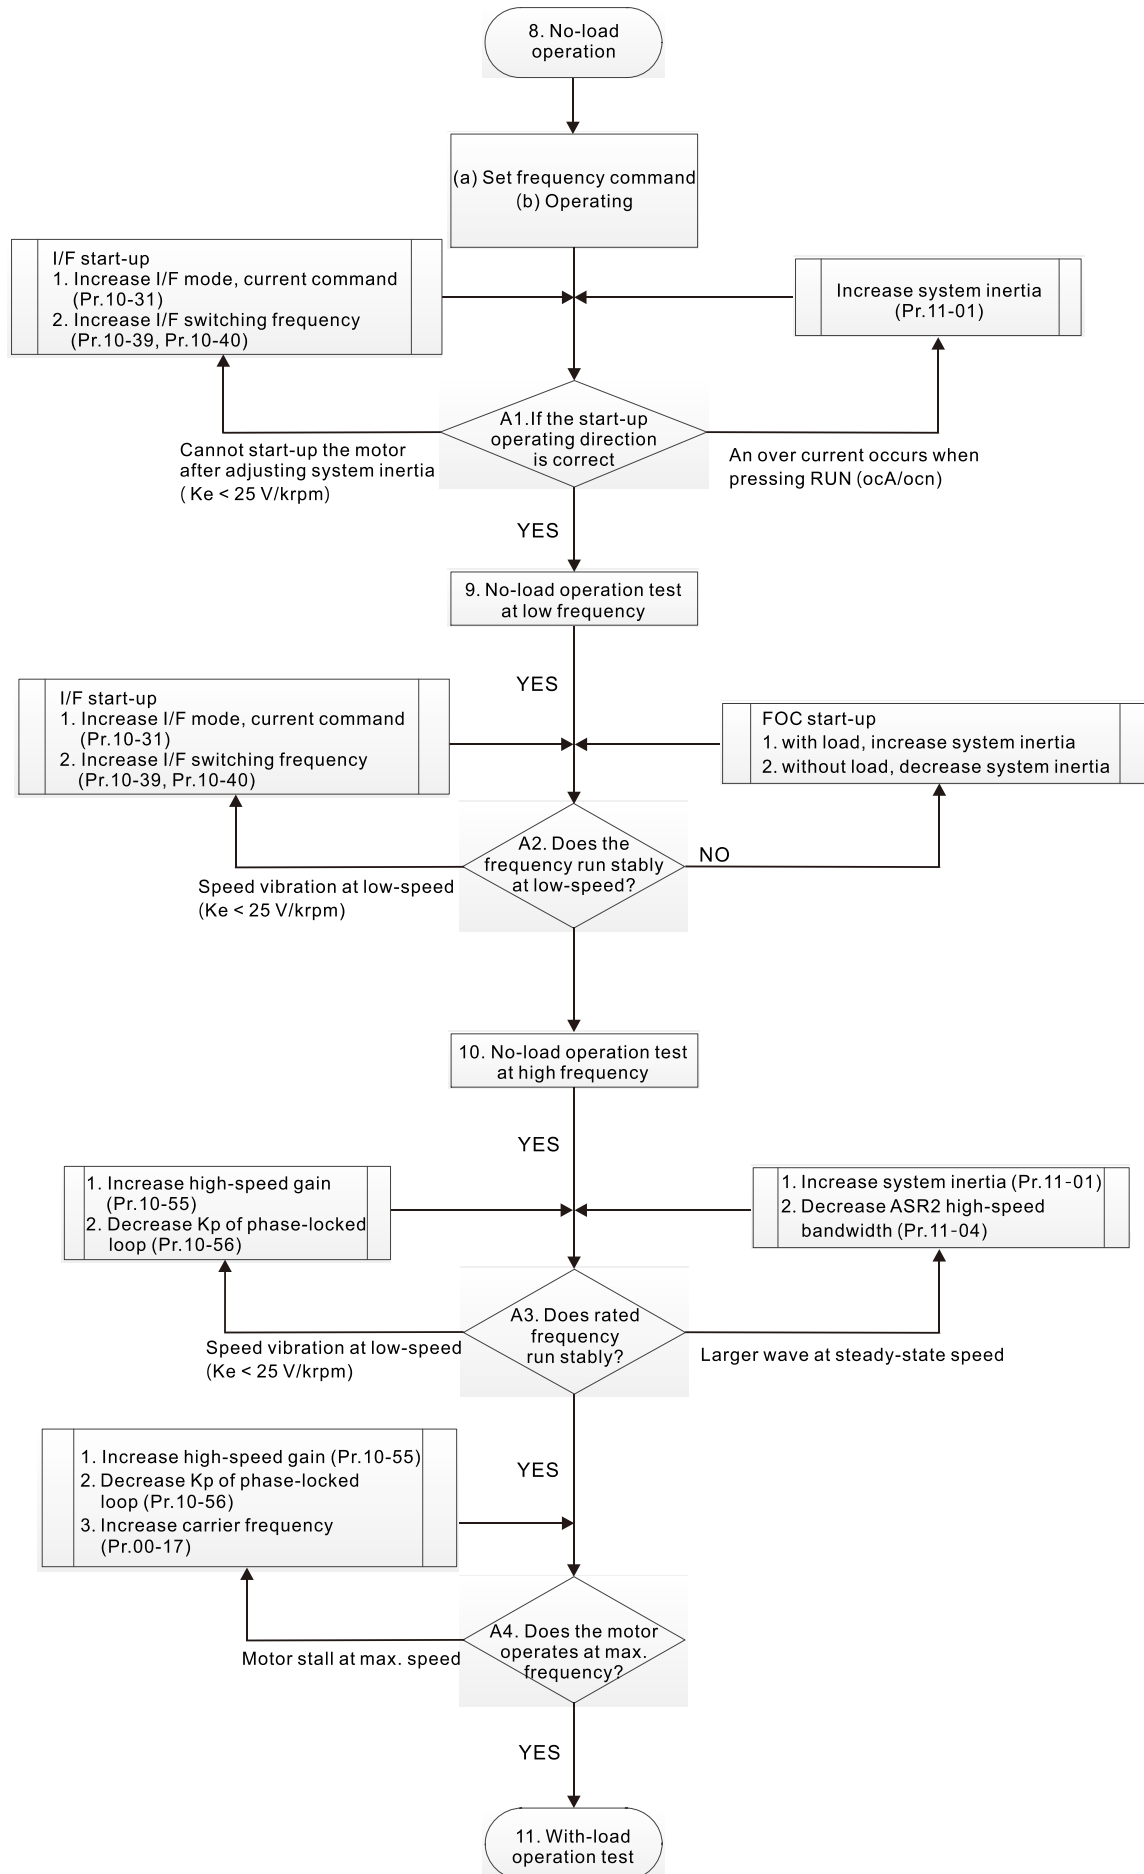 8. No-load
operation
(a) Set frequency command
(b) Operating
I/F start-up
1. Increase I/F mode, current command
(Pr.10-31)
2. Increase I/F switching frequency
(Pr.10-39, Pr.10-40)
Increase system inertia
(Pr.11-01)
A1.If the start-up
operating direction
is correct
Cannot start-up the motor
after adjusting system inertia
( Ke < 25 V/krpm)
An over current occurs when
pressing RUN (ocA/ocn)
YES
9. No-load operation test
at low frequency
YES
I/F start-up
1. Increase I/F mode, current command
(Pr.10-31)
2. Increase I/F switching frequency
(Pr.10-39, Pr.10-40)
FOC start-up
1. with load, increase system inertia
2. without load, decrease system inertia
A2. Does the
frequency run stably
at low-speed?
NO
Speed vibration at low-speed
(Ke < 25 V/krpm)
10. No-load operation test
at high frequency
YES
1. Increase high-speed gain
(Pr.10-55)
2. Decrease Kp of phase-locked
loop (Pr.10-56)
1. Increase system inertia (Pr.11-01)
2. Decrease ASR2 high-speed
bandwidth (Pr.11-04)
A3. Does rated
frequency
run stably?
Speed vibration at low-speed
(Ke < 25 V/krpm)
Larger wave at steady-state speed
YES
1. Increase high-speed gain (Pr.10-55)
2. Decrease Kp of phase-locked
loop (Pr.10-56)
3. Increase carrier frequency
(Pr.00-17)
A4. Does the motor
operates at max.
frequency?
Motor stall at max. speed
YES
11. With-load
operation test